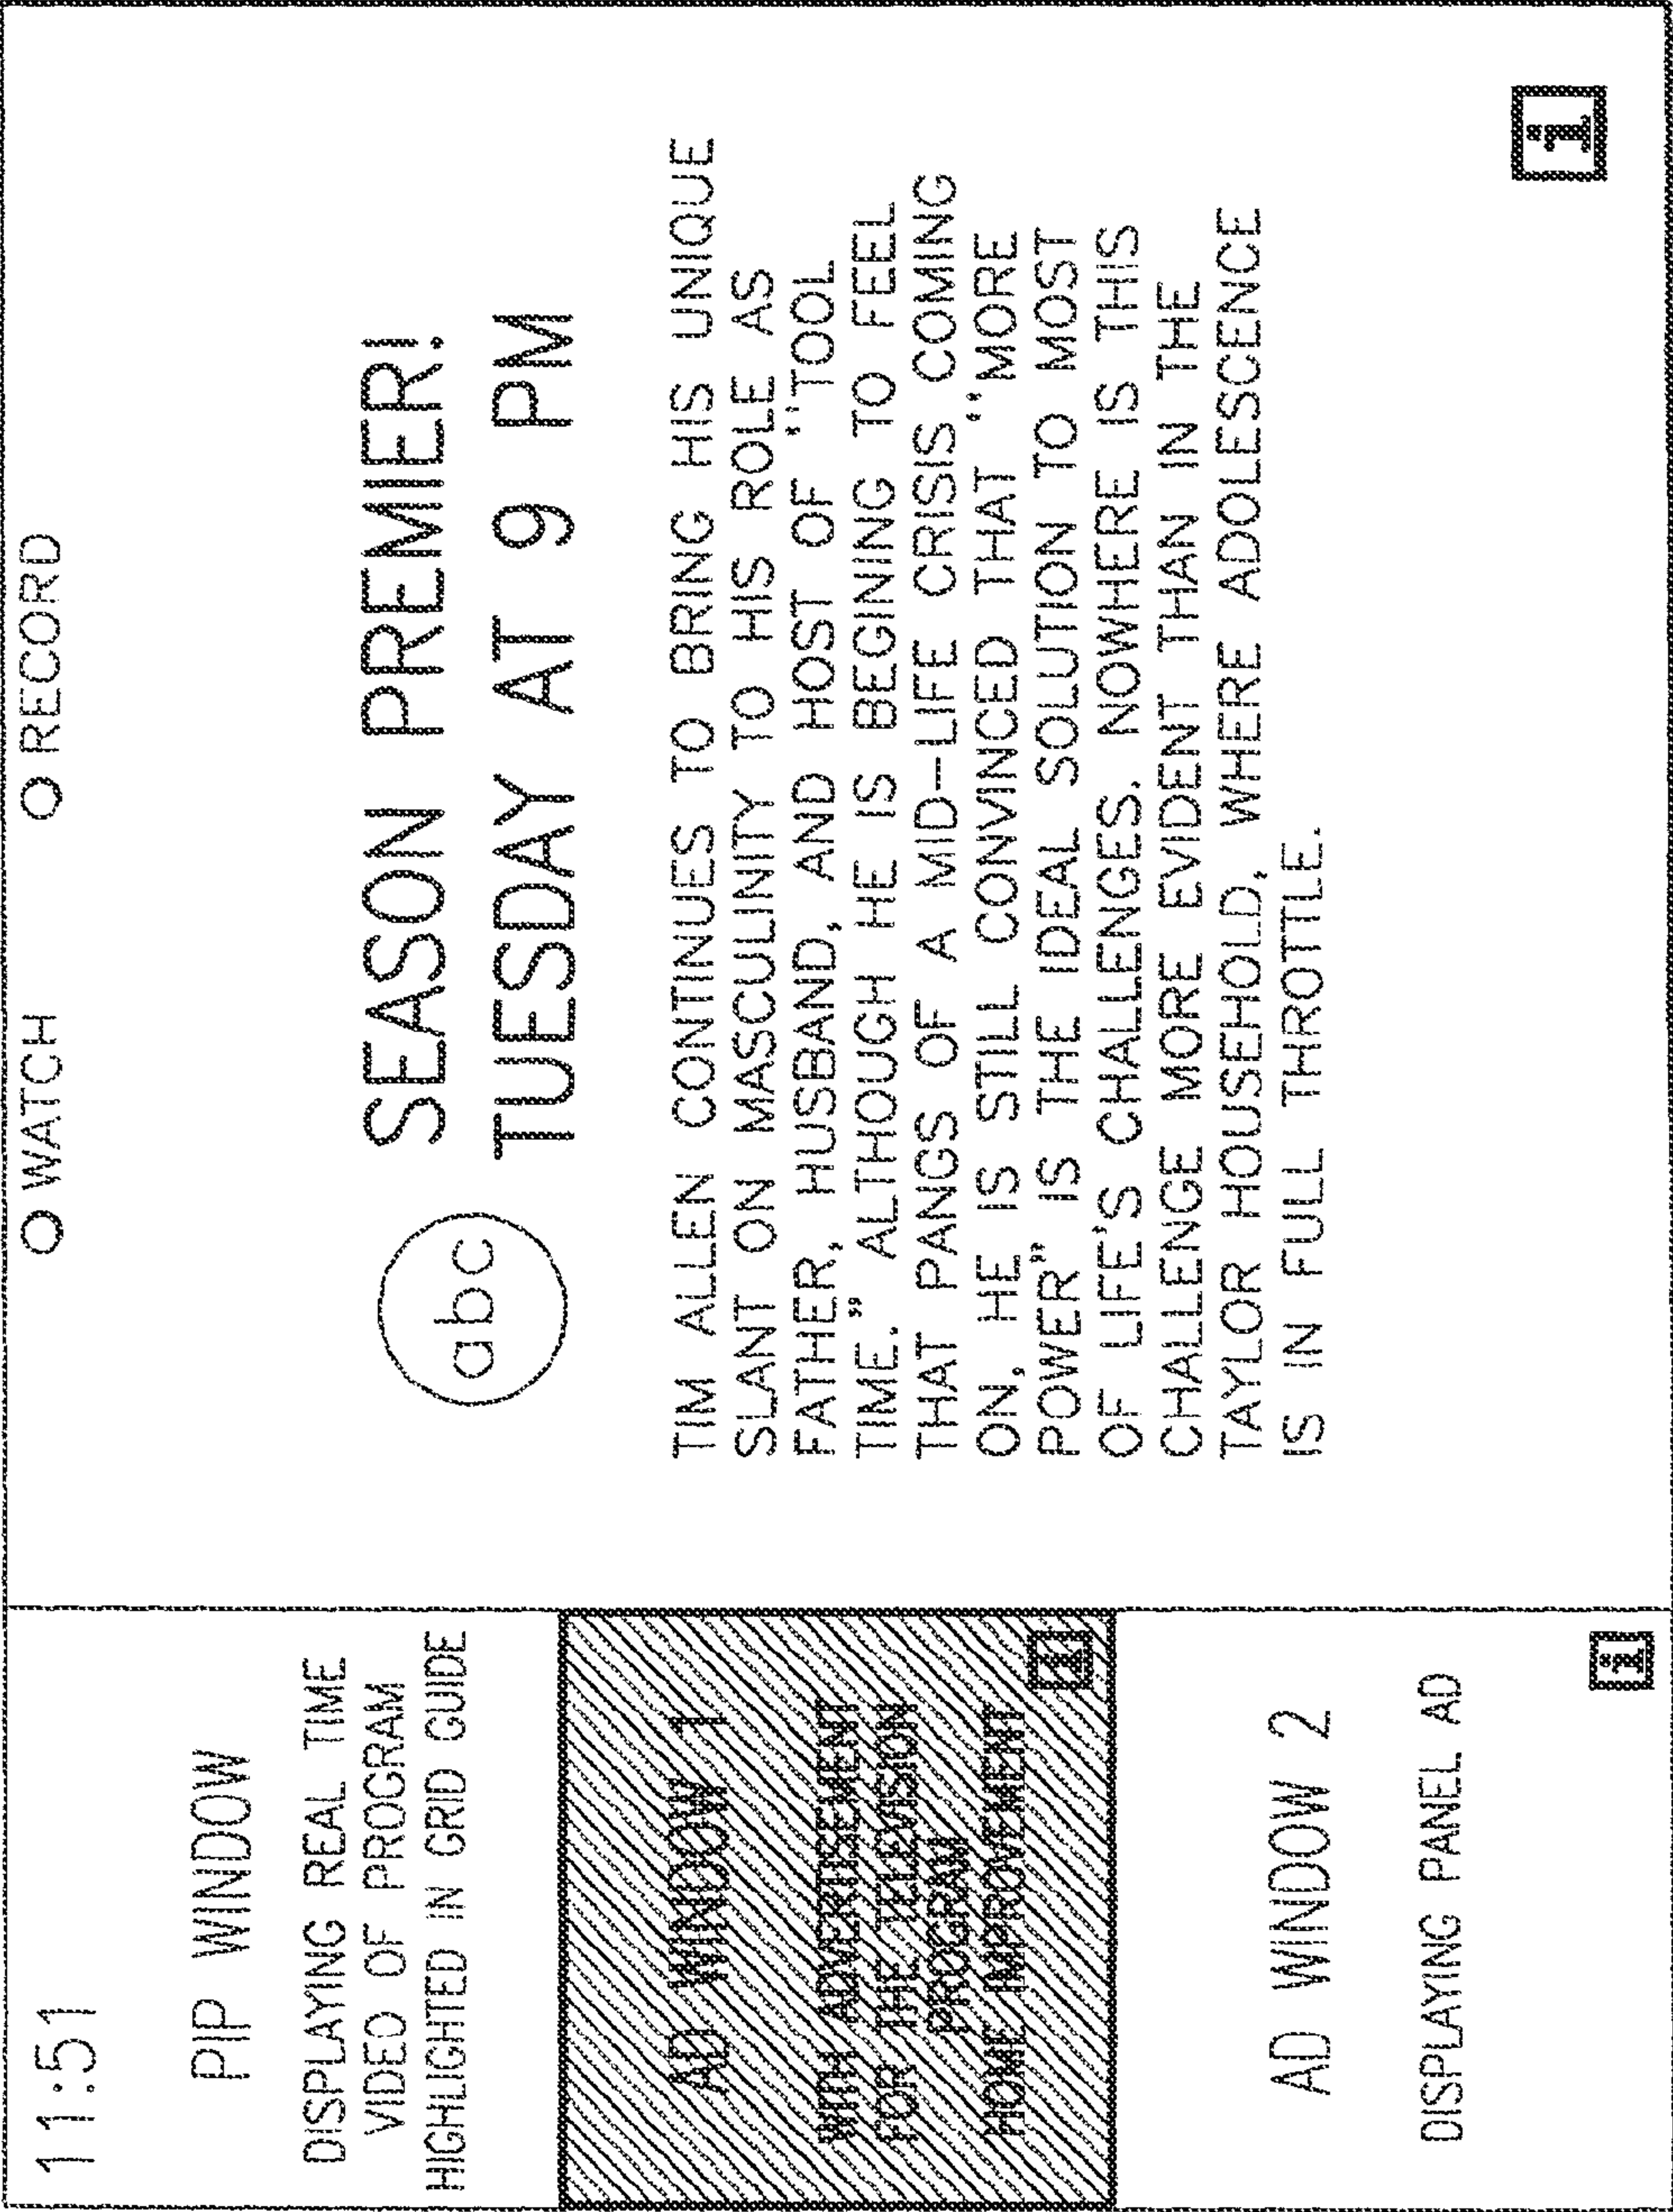 11:51
PIP WINDOW
DISPLAYING REAL TIME
VIDEO OF PROGRAM
HIGHLIGHTED IN GRID GUIDE
AD WINDOW 1
WITH ADVERTISEMENT
FOR THE TELEVISION
PROGRAM
HOME IMPROVEMENT
i
AD WINDOW 2
DISPLAYING PANEL AD
i
O WATCH O RECORD
abc
SEASON PREMIER!
TUESDAY AT 9 PM
TIM ALLEN CONTINUES TO BRING HIS UNIQUE
SLANT ON MASCULINITY TO HIS ROLE AS
FATHER, HUSBAND, AND HOST OF "TOOL
TIME." ALTHOUGH HE IS BEGINING TO FEEL
THAT PANGS OF A MID-LIFE CRISIS COMING
ON, HE IS STILL CONVINCED THAT "MORE
POWER" IS THE IDEAL SOLUTION TO MOST
OF LIFE'S CHALLENGES. NOWHERE IS THIS
CHALLENGE MORE EVIDENT THAN IN THE
TAYLOR HOUSEHOLD, WHERE ADOLESCENCE
IS IN FULL THROTTLE.
i